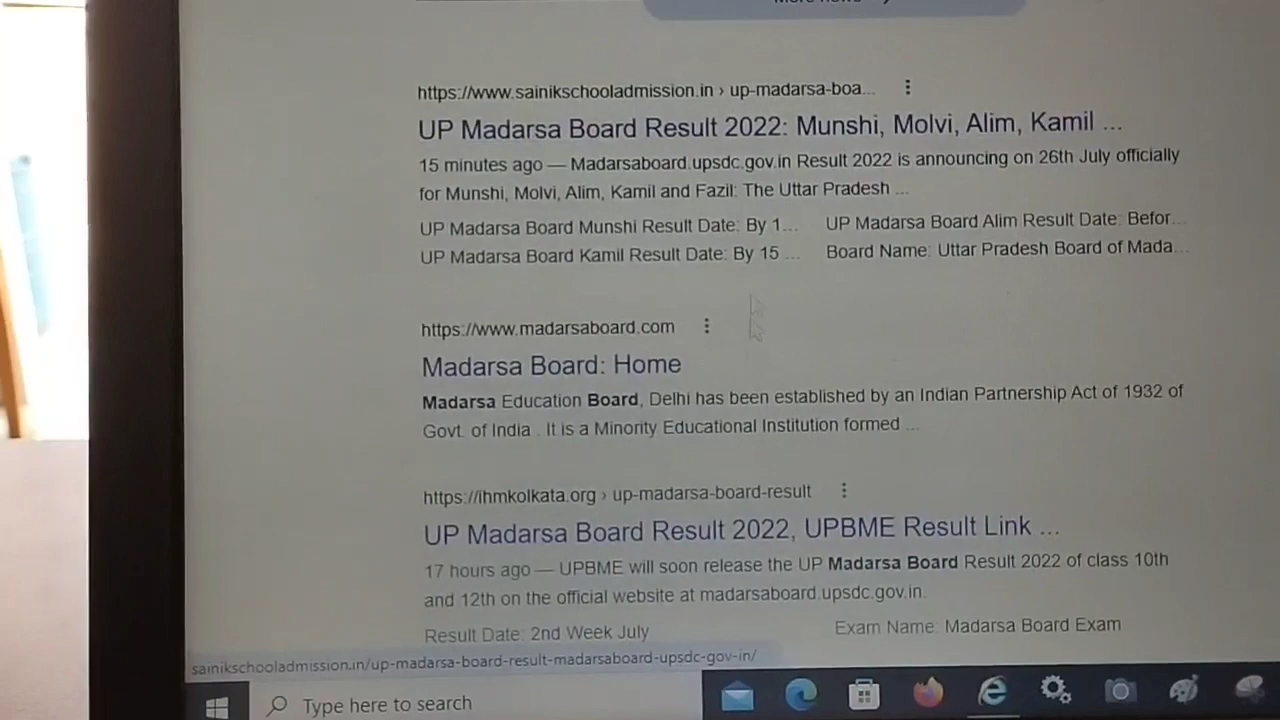 https://www.sainikschooladmission.in › up-madarsa-boa...
UP Madarsa Board Result 2022: Munshi, Molvi, Alim, Kamil ...
15 minutes ago — Madarsaboard.upsdc.gov.in Result 2022 is announcing on 26th July officially
for Munshi, Molvi, Alim, Kamil and Fazil: The Uttar Pradesh ...
UP Madarsa Board Munshi Result Date: By 1... UP Madarsa Board Alim Result Date: Befor...
UP Madarsa Board Kamil Result Date: By 15 ... Board Name: Uttar Pradesh Board of Mada...
https://www.madarsaboard.com
Madarsa Board: Home
Madarsa Education Board, Delhi has been established by an Indian Partnership Act of 1932 of
Govt. of India . It is a Minority Educational Institution formed ...
https://ihmkolkata.org › up-madarsa-board-result
UP Madarsa Board Result 2022, UPBME Result Link ...
17 hours ago — UPBME will soon release the UP Madarsa Board Result 2022 of class 10th
and 12th on the official website at madarsaboard.upsdc.gov.in.
Result Date: 2nd Week July Exam Name: Madarsa Board Exam
sainikschooladmission.in/up-madarsa-board-result-madarsaboard-upsdc-gov-in/
Type here to search